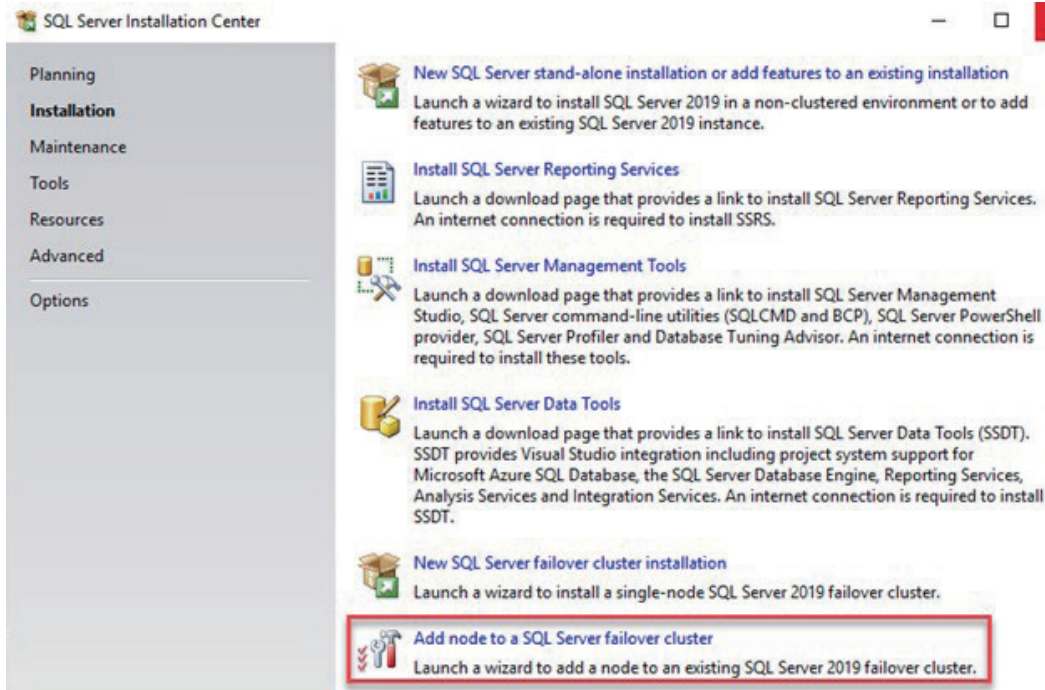 SQL Server Installation Center
Planning
Installation
Maintenance
Tools
Resources
Advanced
Options
New SQL Server stand-alone installation or add features to an existing installation
Launch a wizard to install SQL Server 2019 in a non-clustered environment or to add
features to an existing SQL Server 2019 instance.
Install SQL Server Reporting Services
Launch a download page that provides a link to install SQL Server Reporting Services.
An internet connection is required to install SSRS.
Install SQL Server Management Tools
Launch a download page that provides a link to install SQL Server Management
Studio, SQL Server command-line utilities (SQLCMD and BCP), SQL Server PowerShell
provider, SQL Server Profiler and Database Tuning Advisor. An internet connection is
required to install these tools.
Install SQL Server Data Tools
Launch a download page that provides a link to install SQL Server Data Tools (SSDT).
SSDT provides Visual Studio integration including project system support for
Microsoft Azure SQL Database, the SQL Server Database Engine, Reporting Services,
Analysis Services and Integration Services. An internet connection is required to install
SSDT.
New SQL Server failover cluster installation
Launch a wizard to install a single-node SQL Server 2019 failover cluster.
Add node to a SQL Server failover cluster
Launch a wizard to add a node to an existing SQL Server 2019 failover cluster.